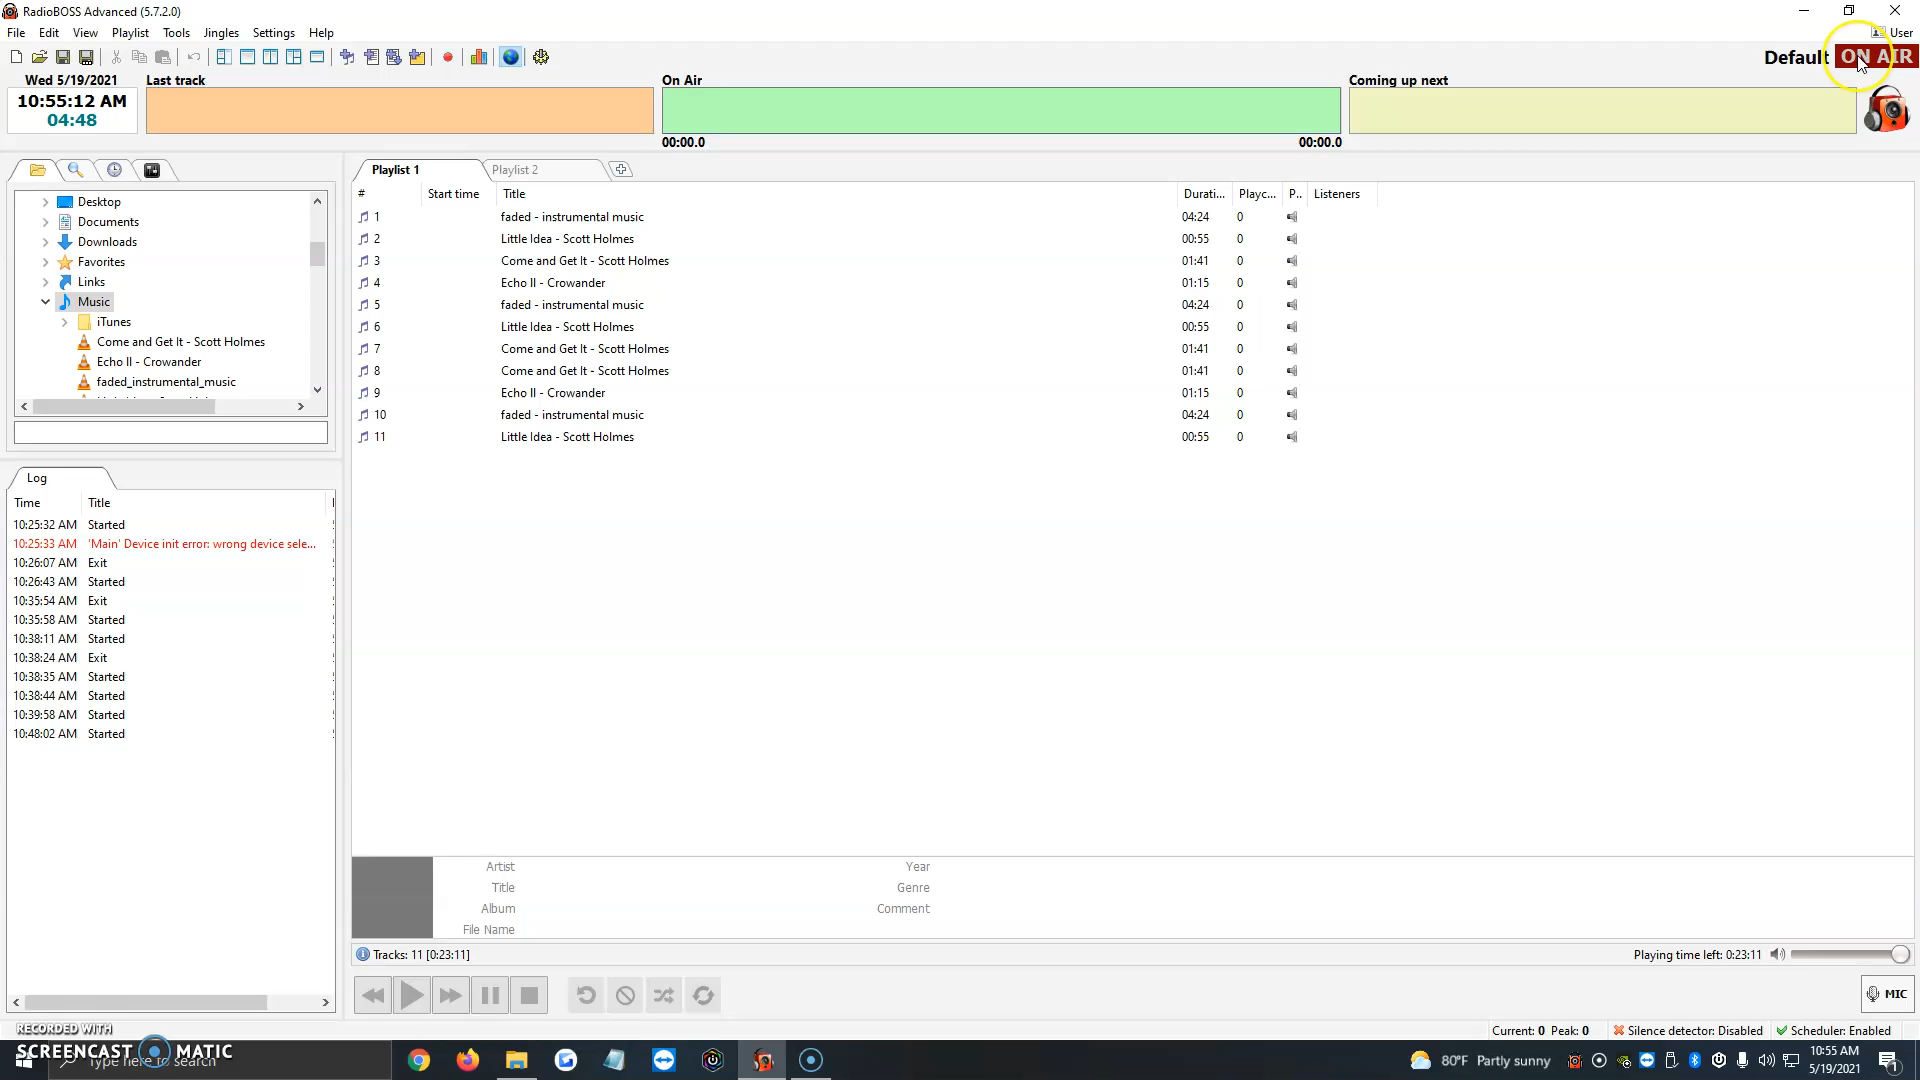 RadioBOSS Advanced (5.7.2.0)
File Edit View Playlist Tools Jingles Settings Help
User
Default ON AIR
Wed 5/19/2021 Last track On Air Coming up next
10:55:12 AM
04:48
00:00.0 00:00.0
Playlist 1 Playlist 2
# Start time Title Durati... Playc... P.. Listeners
1 faded - instrumental music 04:24 0
2 Little Idea - Scott Holmes 00:55 0
3 Come and Get It - Scott Holmes 01:41 0
4 Echo II - Crowander 01:15 0
5 faded - instrumental music 04:24 0
6 Little Idea - Scott Holmes 00:55 0
7 Come and Get It - Scott Holmes 01:41 0
8 Come and Get It - Scott Holmes 01:41 0
9 Echo II - Crowander 01:15 0
10 faded - instrumental music 04:24 0
11 Little Idea - Scott Holmes 00:55 0
Desktop
Documents
Downloads
Favorites
Links
Music
iTunes
Come and Get It - Scott Holmes
Echo II - Crowander
faded_instrumental_music
Log
Time Title
10:25:32 AM Started
10:25:33 AM 'Main' Device init error: wrong device sele...
10:26:07 AM Exit
10:26:43 AM Started
10:35:54 AM Exit
10:35:58 AM Started
10:38:11 AM Started
10:38:24 AM Exit
10:38:35 AM Started
10:38:44 AM Started
10:39:58 AM Started
10:48:02 AM Started
Artist Year
Title Genre
Album Comment
File Name
Tracks: 11 [0:23:11] Playing time left: 0:23:11
MIC
Current: 0 Peak: 0 Silence detector: Disabled Scheduler: Enabled
RECORDED WITH
SCREENCAST MATIC
Type here to search
80°F Partly sunny
10:55 AM
5/19/2021
1